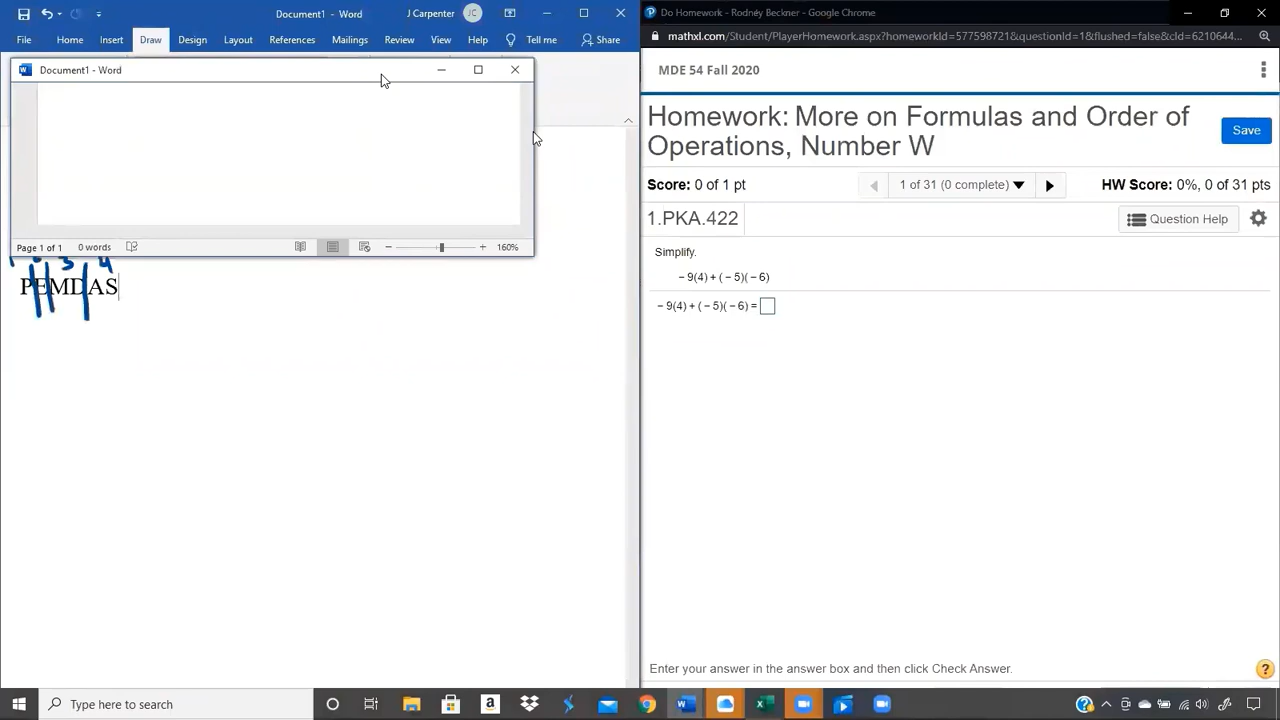 Document1 - Word
J Carpenter
JC
File
Home
Insert
Draw
Design
Layout
References
Mailings
Review
View
Help
Tell me
Share
Document1 - Word
Page 1 of 1
0 words
160%
PEMDAS
Do Homework - Rodney Beckner - Google Chrome
mathxl.com/Student/PlayerHomework.aspx?homeworkId=577598721&questionId=1&flushed=false&cId=6210644...
MDE 54 Fall 2020
Homework: More on Formulas and Order of
Operations, Number W
Save
Score: 0 of 1 pt
1 of 31 (0 complete)
HW Score: 0%, 0 of 31 pts
1.PKA.422
Question Help
Simplify.
− 9(4) + ( − 5)( − 6)
− 9(4) + ( − 5)( − 6) =
Enter your answer in the answer box and then click Check Answer.
?
Type here to search